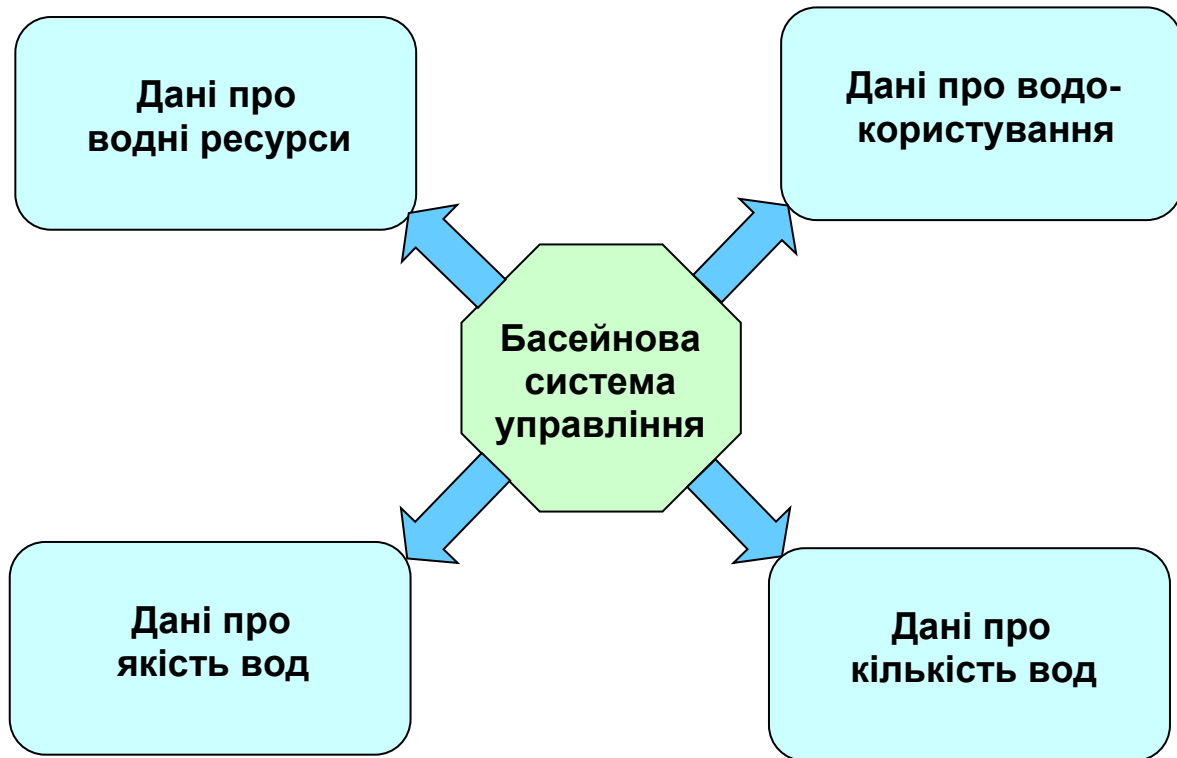 Дані про
водні ресурси
Дані про водо-
користування
Басейнова
система
управління
Дані про
якість вод
Дані про
кількість вод